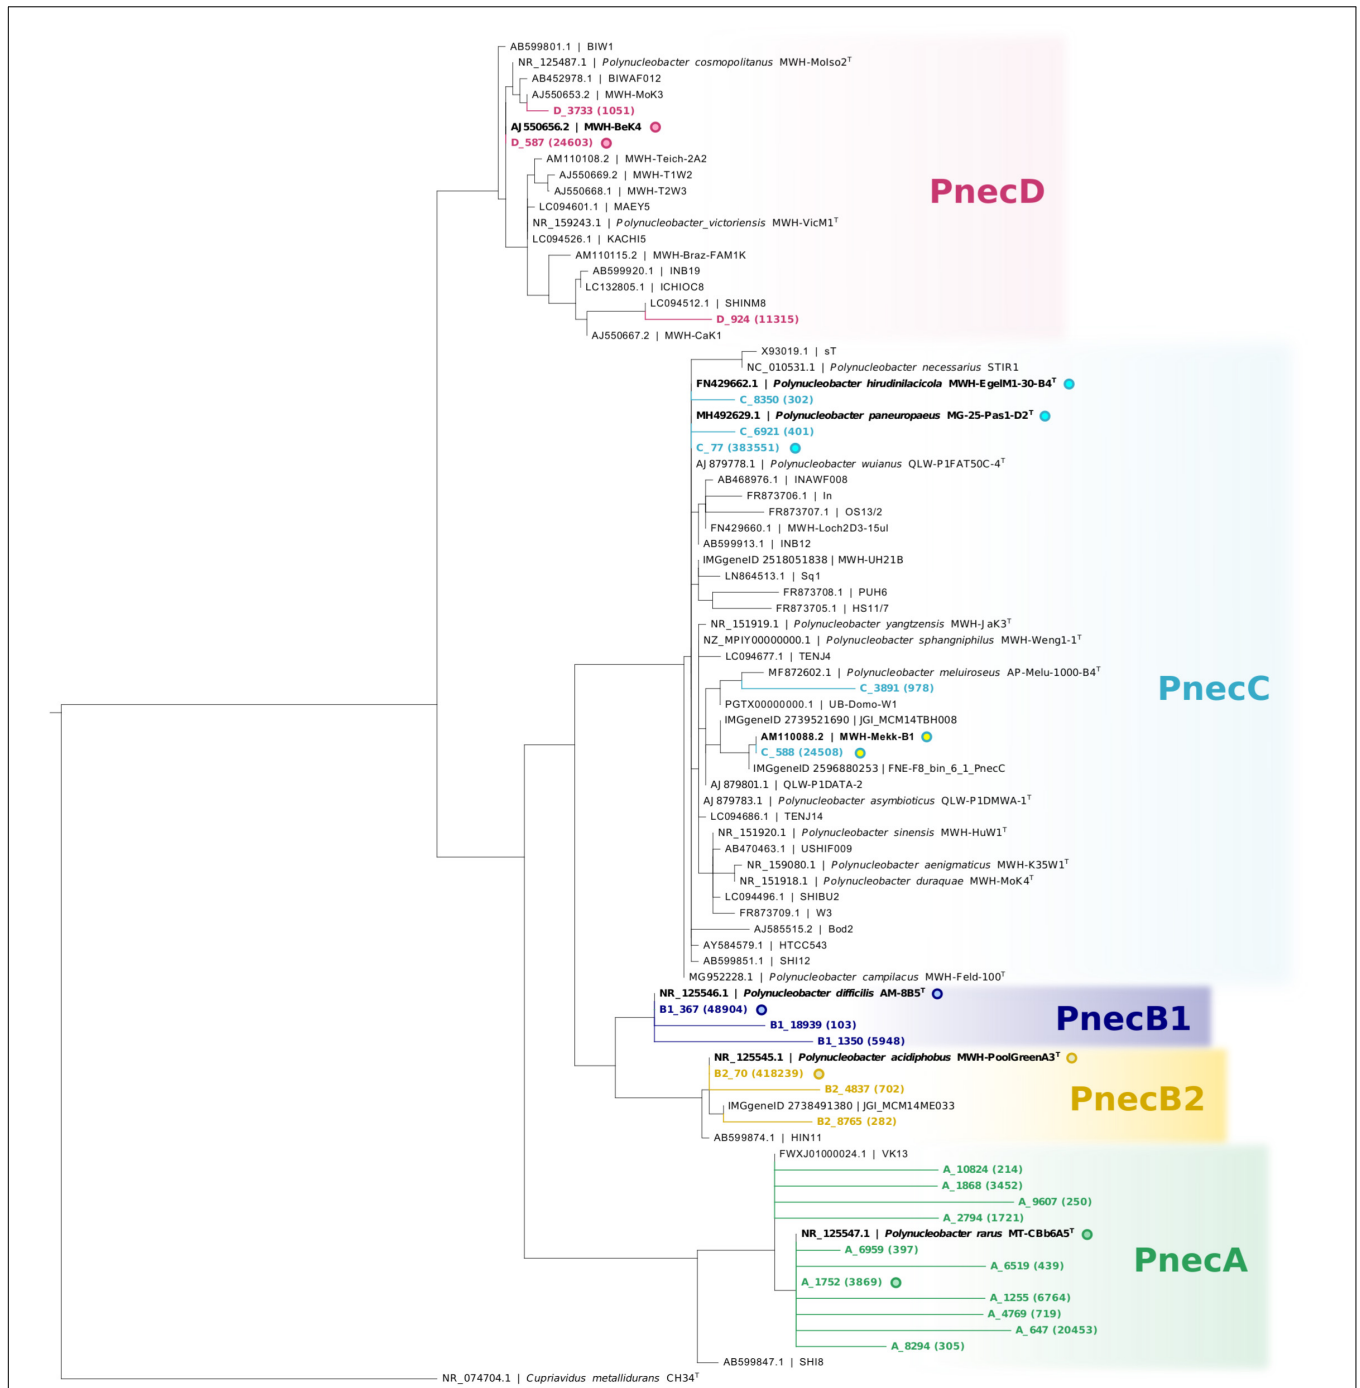 AB599801.1 | BIW1
NR_125487.1 | Polynucleobacter cosmopolitanus MWH-MoIso2T
AB452978.1 | BIWAF012
AJ550653.2 | MWH-MoK3
D_3733 (1051)
AJ550656.2 | MWH-BeK4
D_587 (24603)
AM110108.2 | MWH-Teich-2A2
AJ550669.2 | MWH-T1W2
AJ550668.1 | MWH-T2W3
PnecD
LC094601.1 | MAEY5
NR_159243.1 | Polynucleobacter_victoriensis MWH-VicM1T
LC094526.1 | KACHI5
AM110115.2 | MWH-Braz-FAM1K
AB599920.1 | INB19
LC132805.1 | ICHIOC8
LC094512.1 | SHINM8
D_924 (11315)
AJ550667.2 | MWH-CaK1
X93019.1 | sT
NC_010531.1 | Polynucleobacter necessarius STIR1
FN429662.1 | Polynucleobacter hirudinilacicola MWH-EgelM1-30-B4T
C_8350 (302)
MH492629.1 | Polynucleobacter paneuropaeus MG-25-Pas1-D2T
C_6921 (401)
C_77 (383551)
AJ879778.1 | Polynucleobacter wuianus QLW-P1FAT50C-4T
AB468976.1 | INAWF008
FR873706.1 | In
FR873707.1 | OS13/2
FN429660.1 | MWH-Loch2D3-15ul
AB599913.1 | INB12
IMGgeneID 2518051838 | MWH-UH21B
LN864513.1 | Sq1
FR873708.1 | PUH6
FR873705.1 | HS11/7
NR_151919.1 | Polynucleobacter yangtzensis MWH-JaK3T
NZ_MPIY00000000.1 | Polynucleobacter sphangniphilus MWH-Weng1-1T
LC094677.1 | TENJ4
MF872602.1 | Polynucleobacter meluiroseus AP-Melu-1000-B4T
C_3891 (978)
PnecC
PGTX00000000.1 | UB-Domo-W1
IMGgeneID 2739521690 | JGI_MCM14TBH008
AM110088.2 | MWH-Mekk-B1
C_588 (24508)
IMGgeneID 2596880253 | FNE-F8_bin_6_1_PnecC
AJ879801.1 | QLW-P1DATA-2
AJ879783.1 | Polynucleobacter asymbioticus QLW-P1DMWA-1T
LC094686.1 | TENJ14
NR_151920.1 | Polynucleobacter sinensis MWH-HuW1T
AB470463.1 | USHIF009
NR_159080.1 | Polynucleobacter aenigmaticus MWH-K35W1T
NR_151918.1 | Polynucleobacter duraquae MWH-MoK4T
LC094496.1 | SHIBU2
FR873709.1 | W3
AJ585515.2 | Bod2
AY584579.1 | HTCC543
AB599851.1 | SHI12
MG952228.1 | Polynucleobacter campilacus MWH-Feld-100T
NR_125546.1 | Polynucleobacter difficilis AM-8B5T
B1_367 (48904)
PnecB1
B1_18939 (103)
B1_1350 (5948)
NR_125545.1 | Polynucleobacter acidiphobus MWH-PoolGreenA3T
B2_70 (418239)
B2_4837 (702)
PnecB2
IMGgeneID 2738491380 | JGI_MCM14ME033
B2_8765 (282)
AB599874.1 | HIN11
FWXJ01000024.1 | VK13
A_10824 (214)
A_1868 (3452)
A_9607 (250)
A_2794 (1721)
NR_125547.1 | Polynucleobacter rarus MT-CBb6A5T
A_6959 (397)
PnecA
A_6519 (439)
A_1752 (3869)
A_1255 (6764)
A_4769 (719)
A_647 (20453)
A_8294 (305)
AB599847.1 | SHI8
NR_074704.1 | Cupriavidus metallidurans CH34T